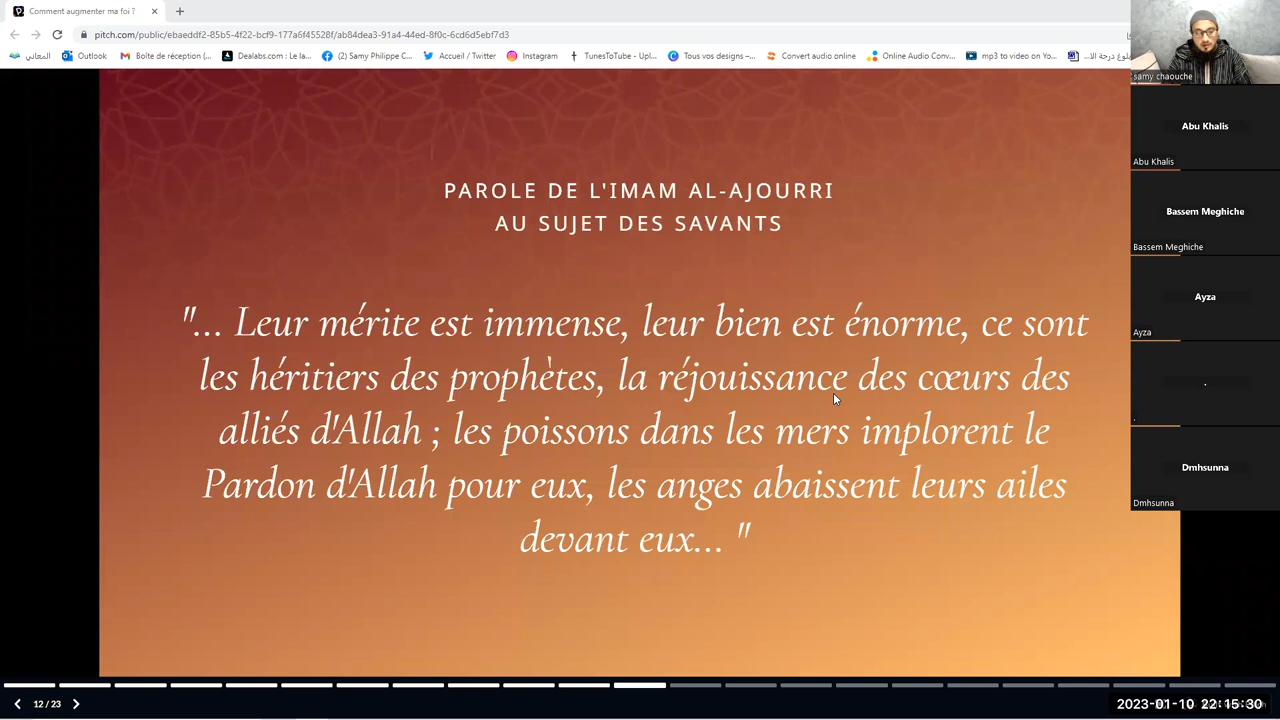 Comment augmenter ma foi ?
pitch.com/public/ebaeddf2-85b5-4f22-bcf9-177a6f45528f/ab84dea3-91a4-44ed-8f0c-6cd6d5ebf7d3
المعاني
Outlook
Boîte de réception (...
Dealabs.com : Le la...
(2) Samy Philippe C...
Accueil / Twitter
Instagram
TunesToTube - Upl...
Tous vos designs –...
Convert audio online
Online Audio Conv...
mp3 to video on Yo...
samy chaouche
Abu Khalis
Abu Khalis
Bassem Meghiche
Bassem Meghiche
Ayza
Ayza
.
.
Dmhsunna
Dmhsunna
PAROLE DE L'IMAM AL-AJOURRI
AU SUJET DES SAVANTS
"... Leur mérite est immense, leur bien est énorme, ce sont
les héritiers des prophètes, la réjouissance des cœurs des
alliés d'Allah ; les poissons dans les mers implorent le
Pardon d'Allah pour eux, les anges abaissent leurs ailes
devant eux... "
12 / 23
2023-01-10 22:15:30